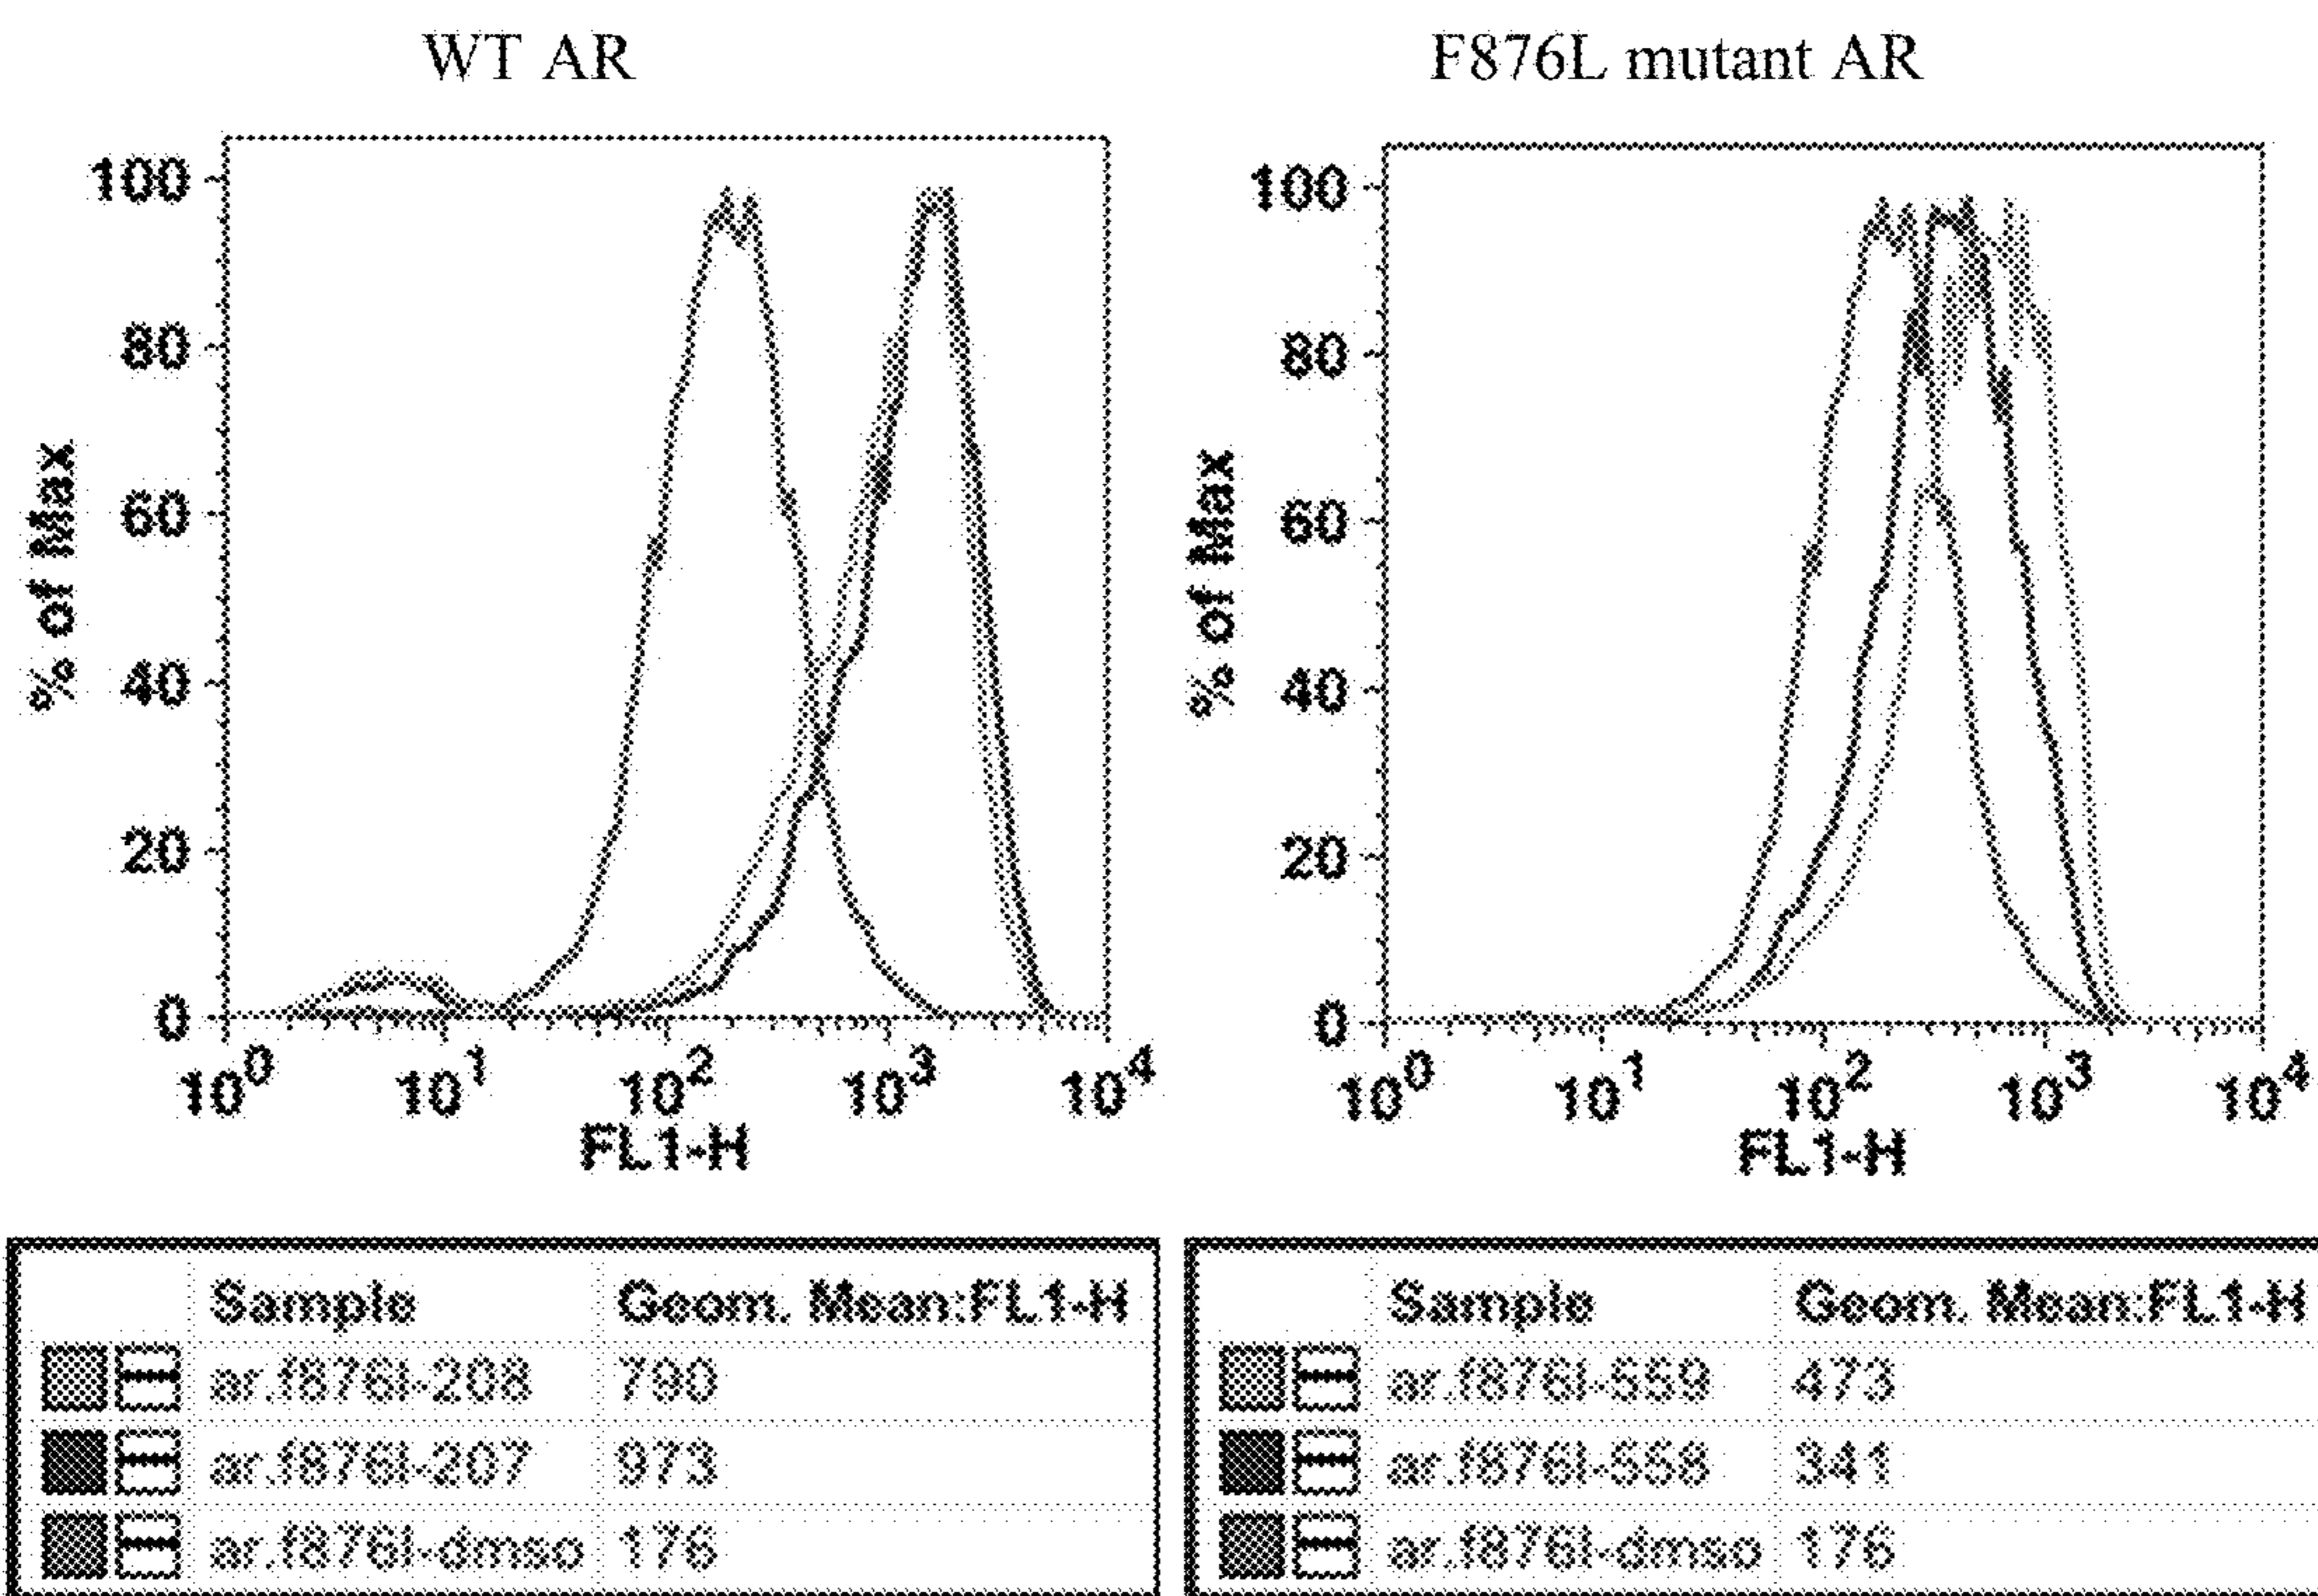 WT AR
F876L mutant AR
100
80
60
40
20
0
% of Max
10^0 10^1 10^2 10^3 10^4
FL1-H
100
80
60
40
20
0
% of Max
10^0 10^1 10^2 10^3 10^4
FL1-H
Sample Geom. Mean:FL1-H
ar.f876l-208 790
ar.f876l-207 973
ar.f876l-dmso 176
Sample Geom. Mean:FL1-H
ar.f876l-559 473
ar.f876l-558 341
ar.f876l-dmso 176